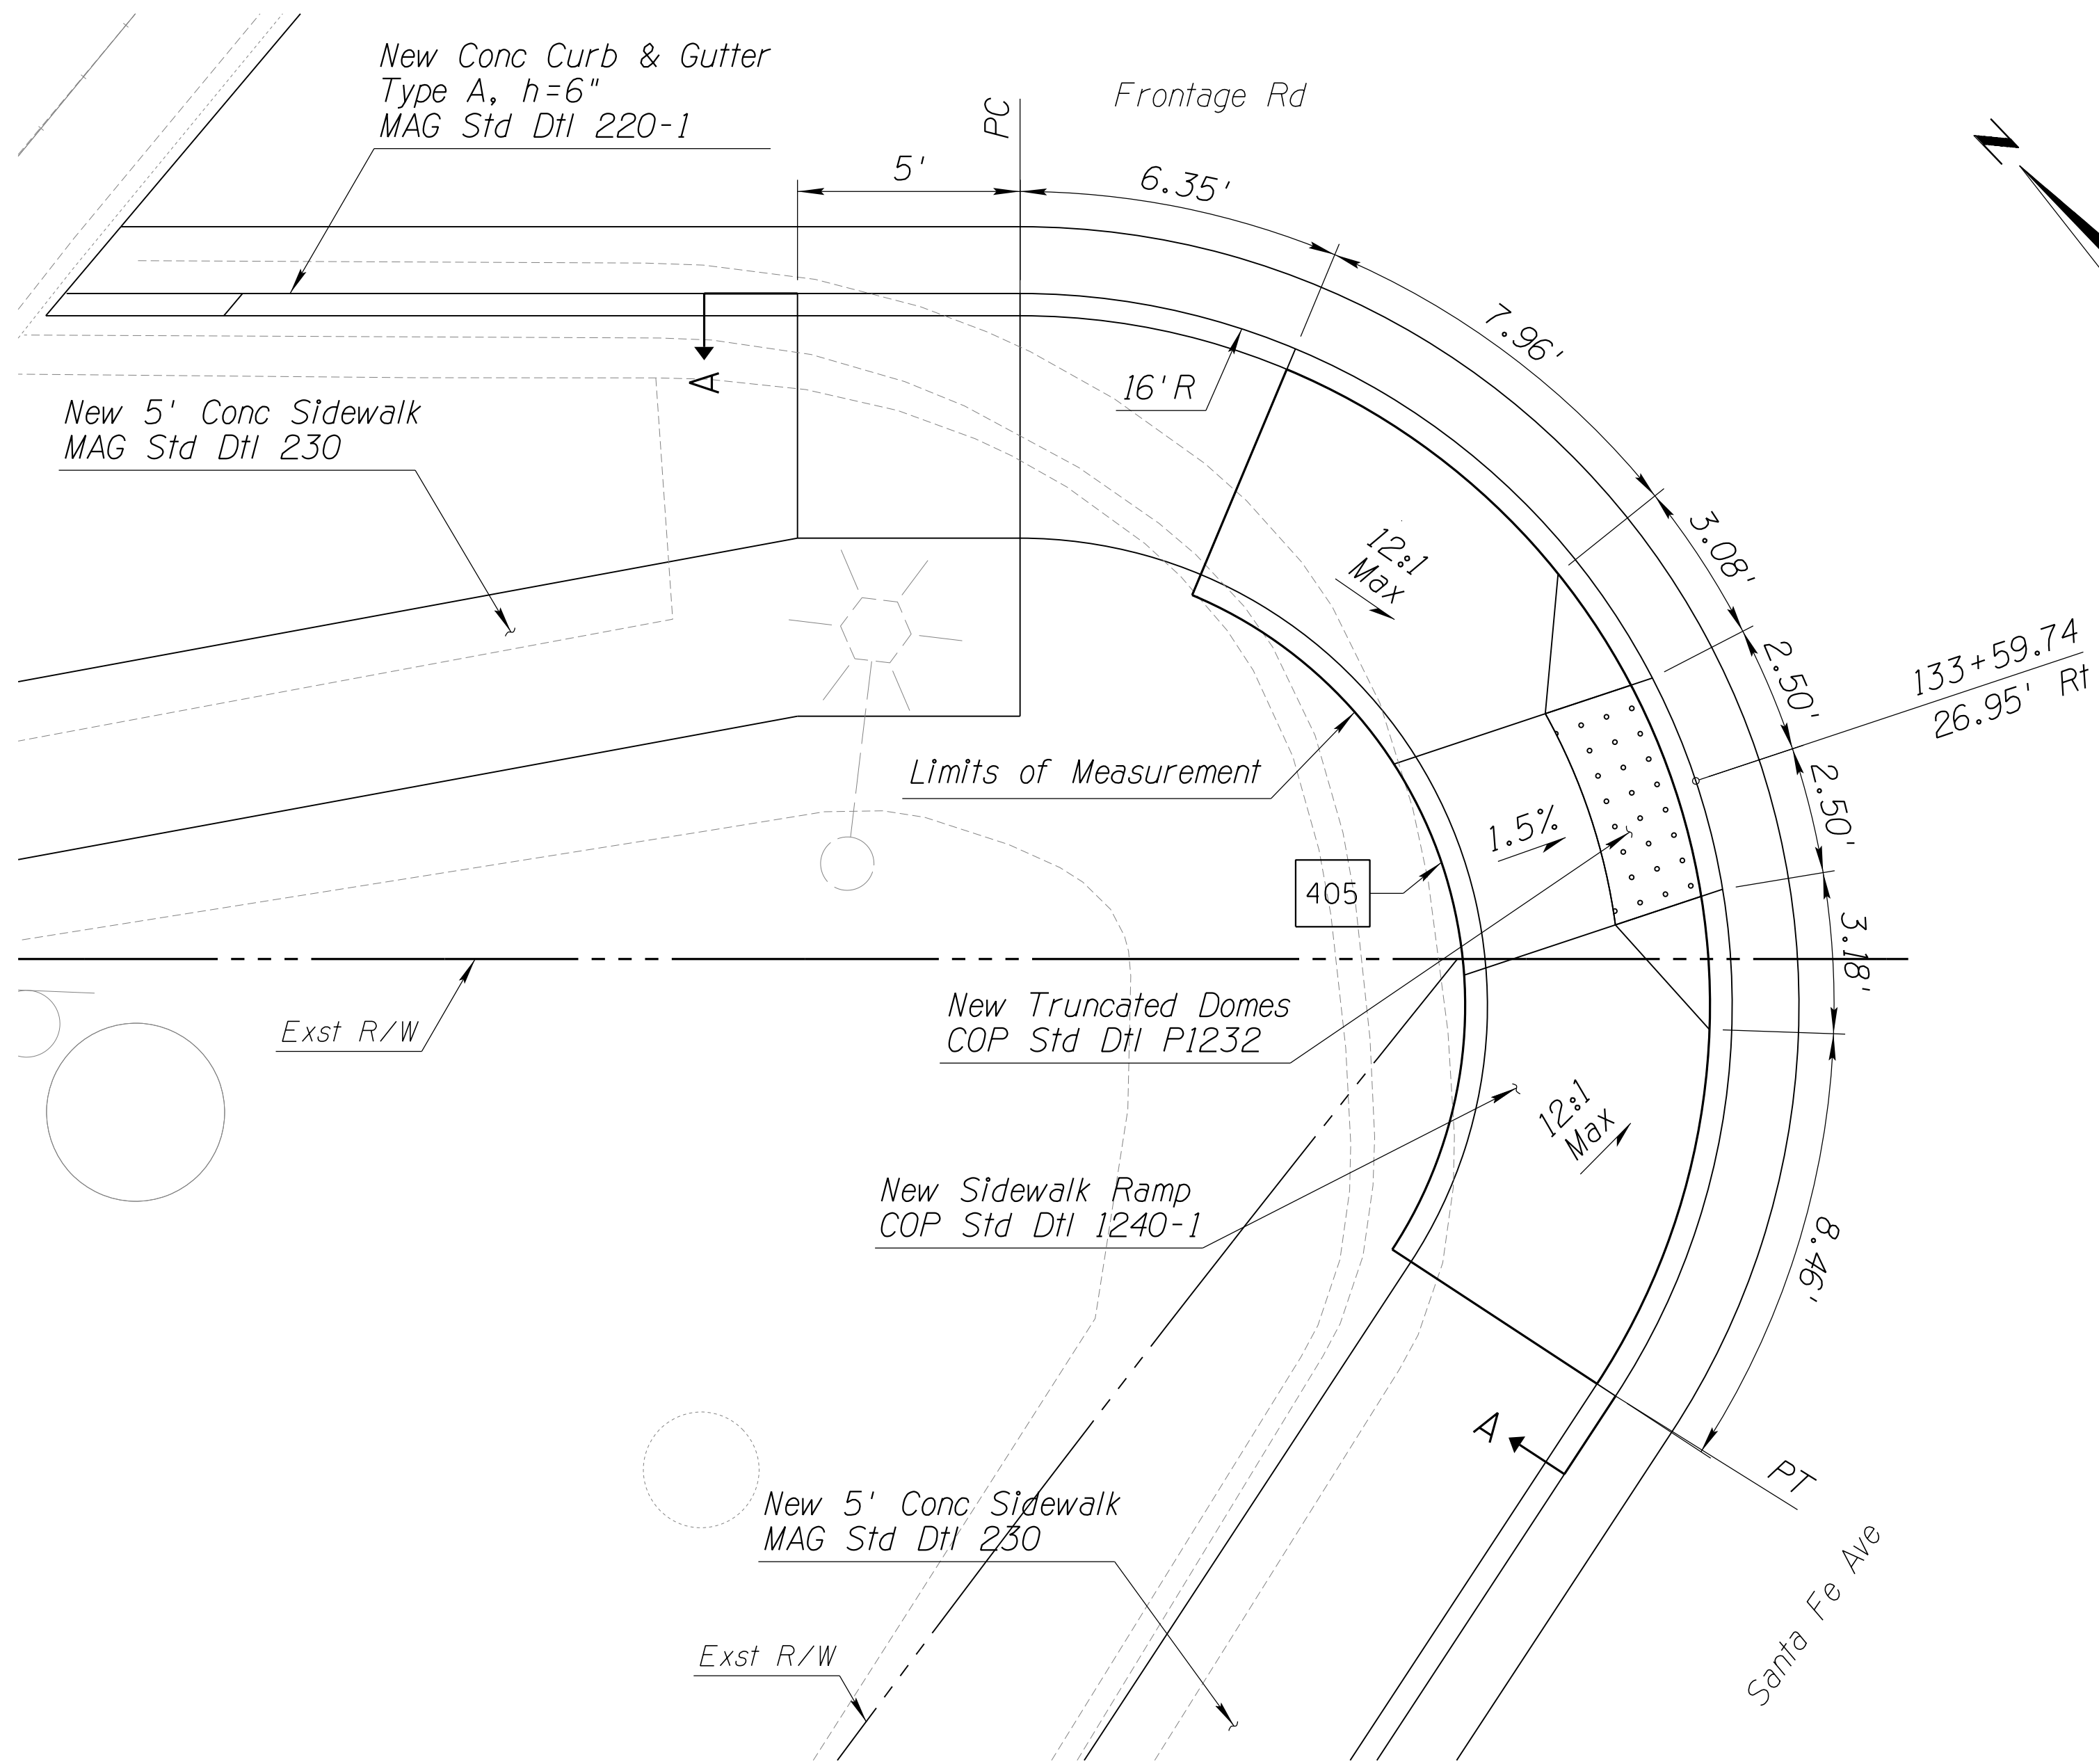 New Conc Curb & Gutter
Type A, h=6"
MAG Std Dtl 220-1
PC
Frontage Rd
N
5'
6.35'
7.96'
16'R
A
New 5' Conc Sidewalk
MAG Std Dtl 230
12:1
Max
3.08'
2.50'
133+59.74
26.95' Rt
2.50'
Limits of Measurement
1.5%
405
3.18'
New Truncated Domes
COP Std Dtl P1232
Exst R/W
12:1
Max
New Sidewalk Ramp
COP Std Dtl 1240-1
8.46'
A
PT
New 5' Conc Sidewalk
MAG Std Dtl 230
Santa Fe Ave
Exst R/W